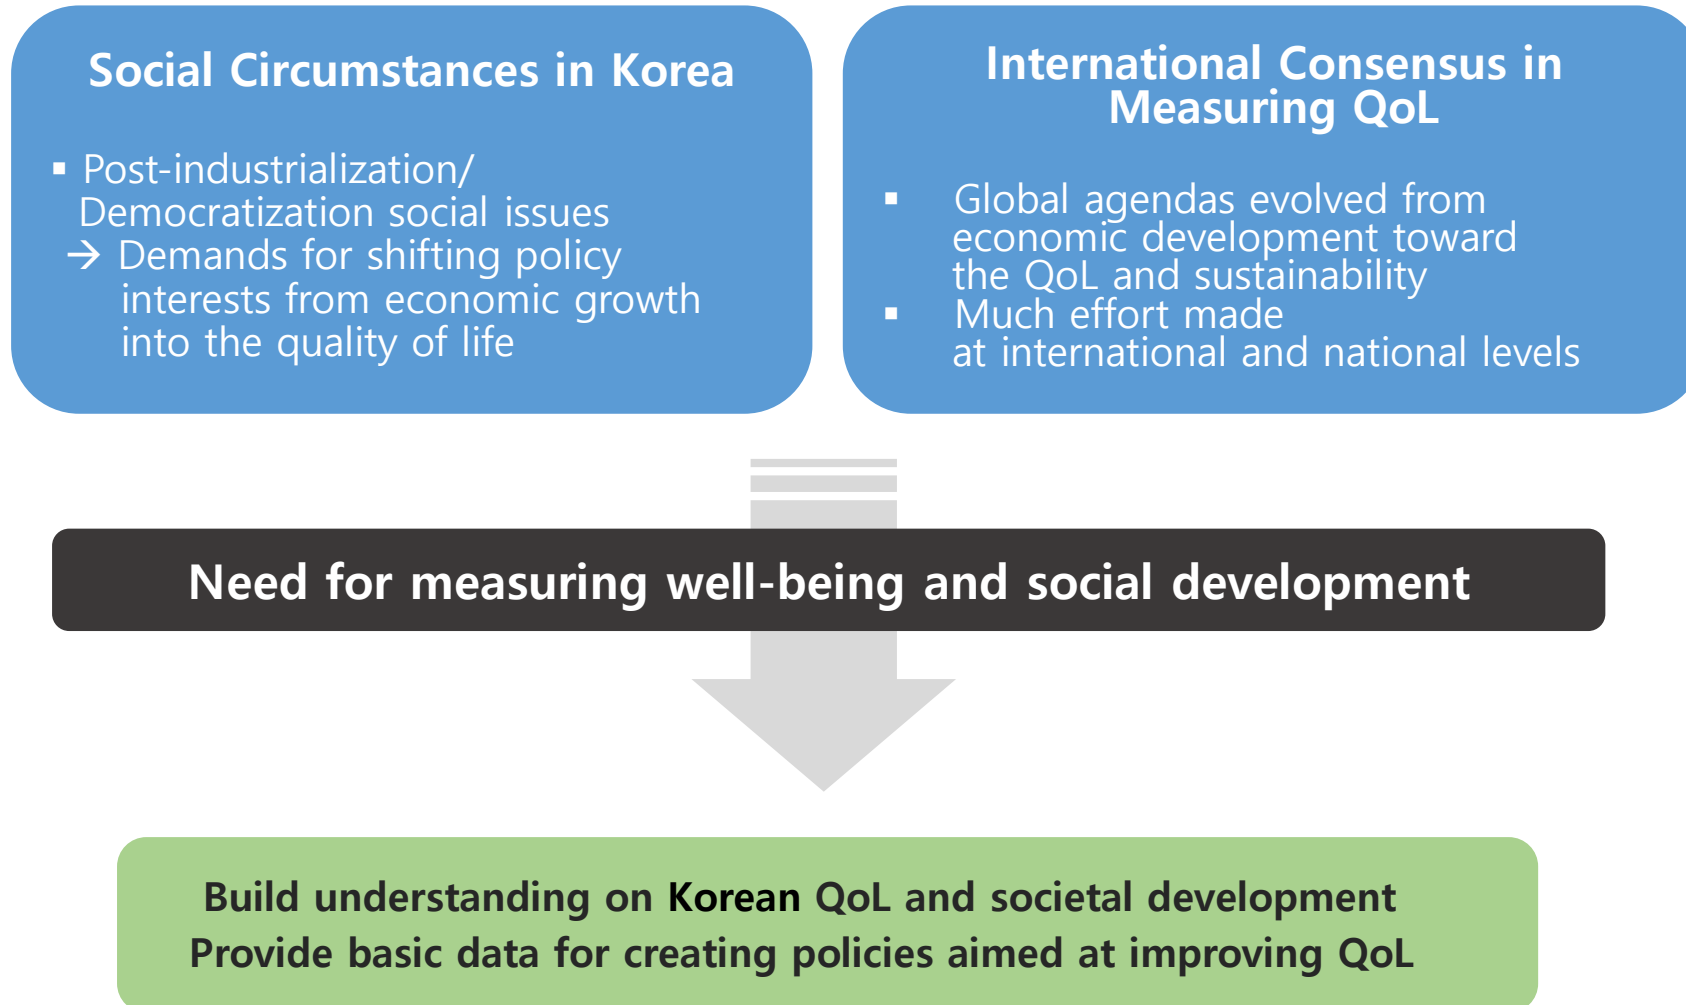 Social Circumstances in Korea
▪ Post-industrialization/
Democratization social issues
→ Demands for shifting policy
interests from economic growth
into the quality of life
International Consensus in
Measuring QoL
▪ Global agendas evolved from
economic development toward
the QoL and sustainability
▪ Much effort made
at international and national levels
Need for measuring well-being and social development
Build understanding on Korean QoL and societal development
Provide basic data for creating policies aimed at improving QoL